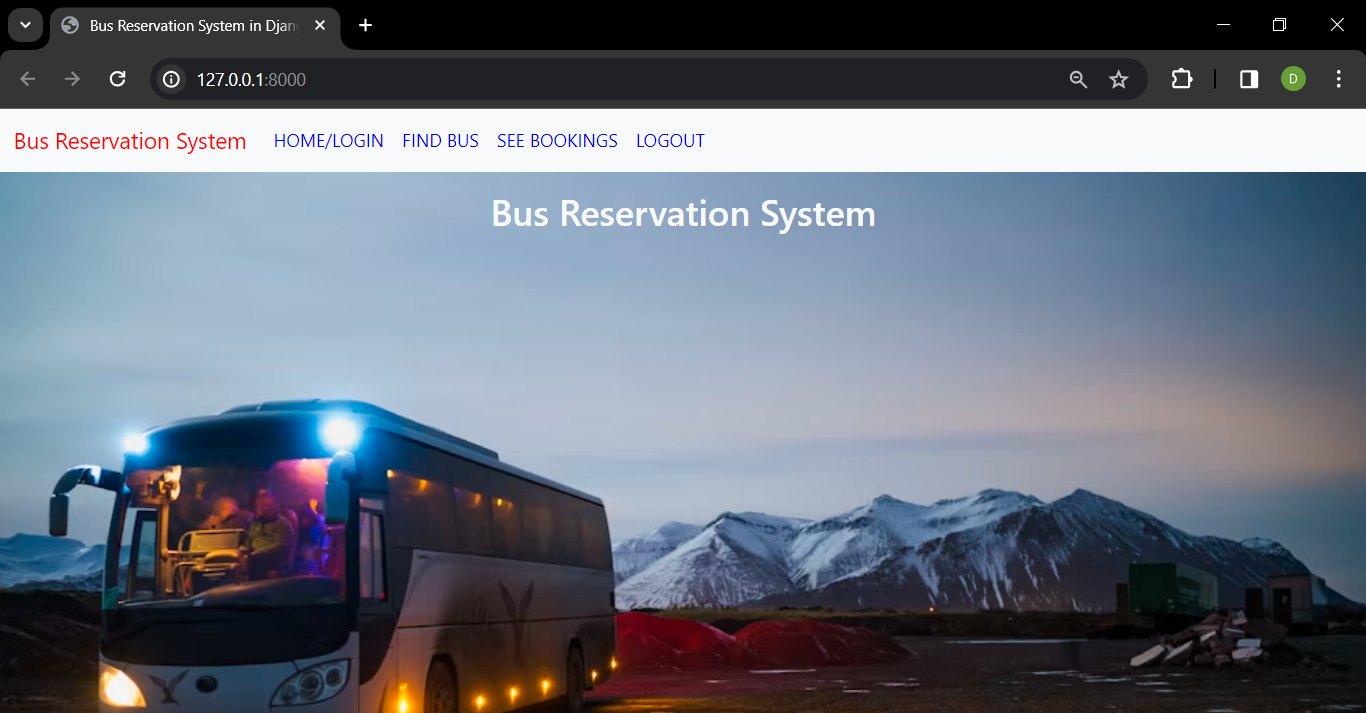 Bus Reservation System in Djan
127.0.0.1:8000
D
Bus Reservation System HOME/LOGIN FIND BUS SEE BOOKINGS LOGOUT
Bus Reservation System